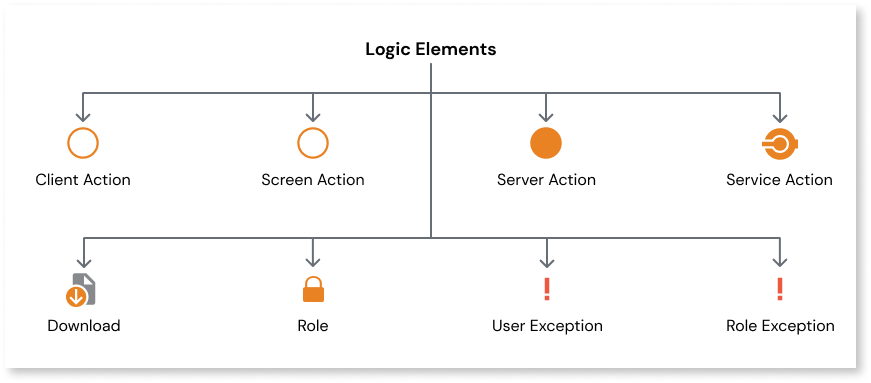 Logic Elements
Client Action
Screen Action
Server Action
Service Action
Download
Role
User Exception
Role Exception